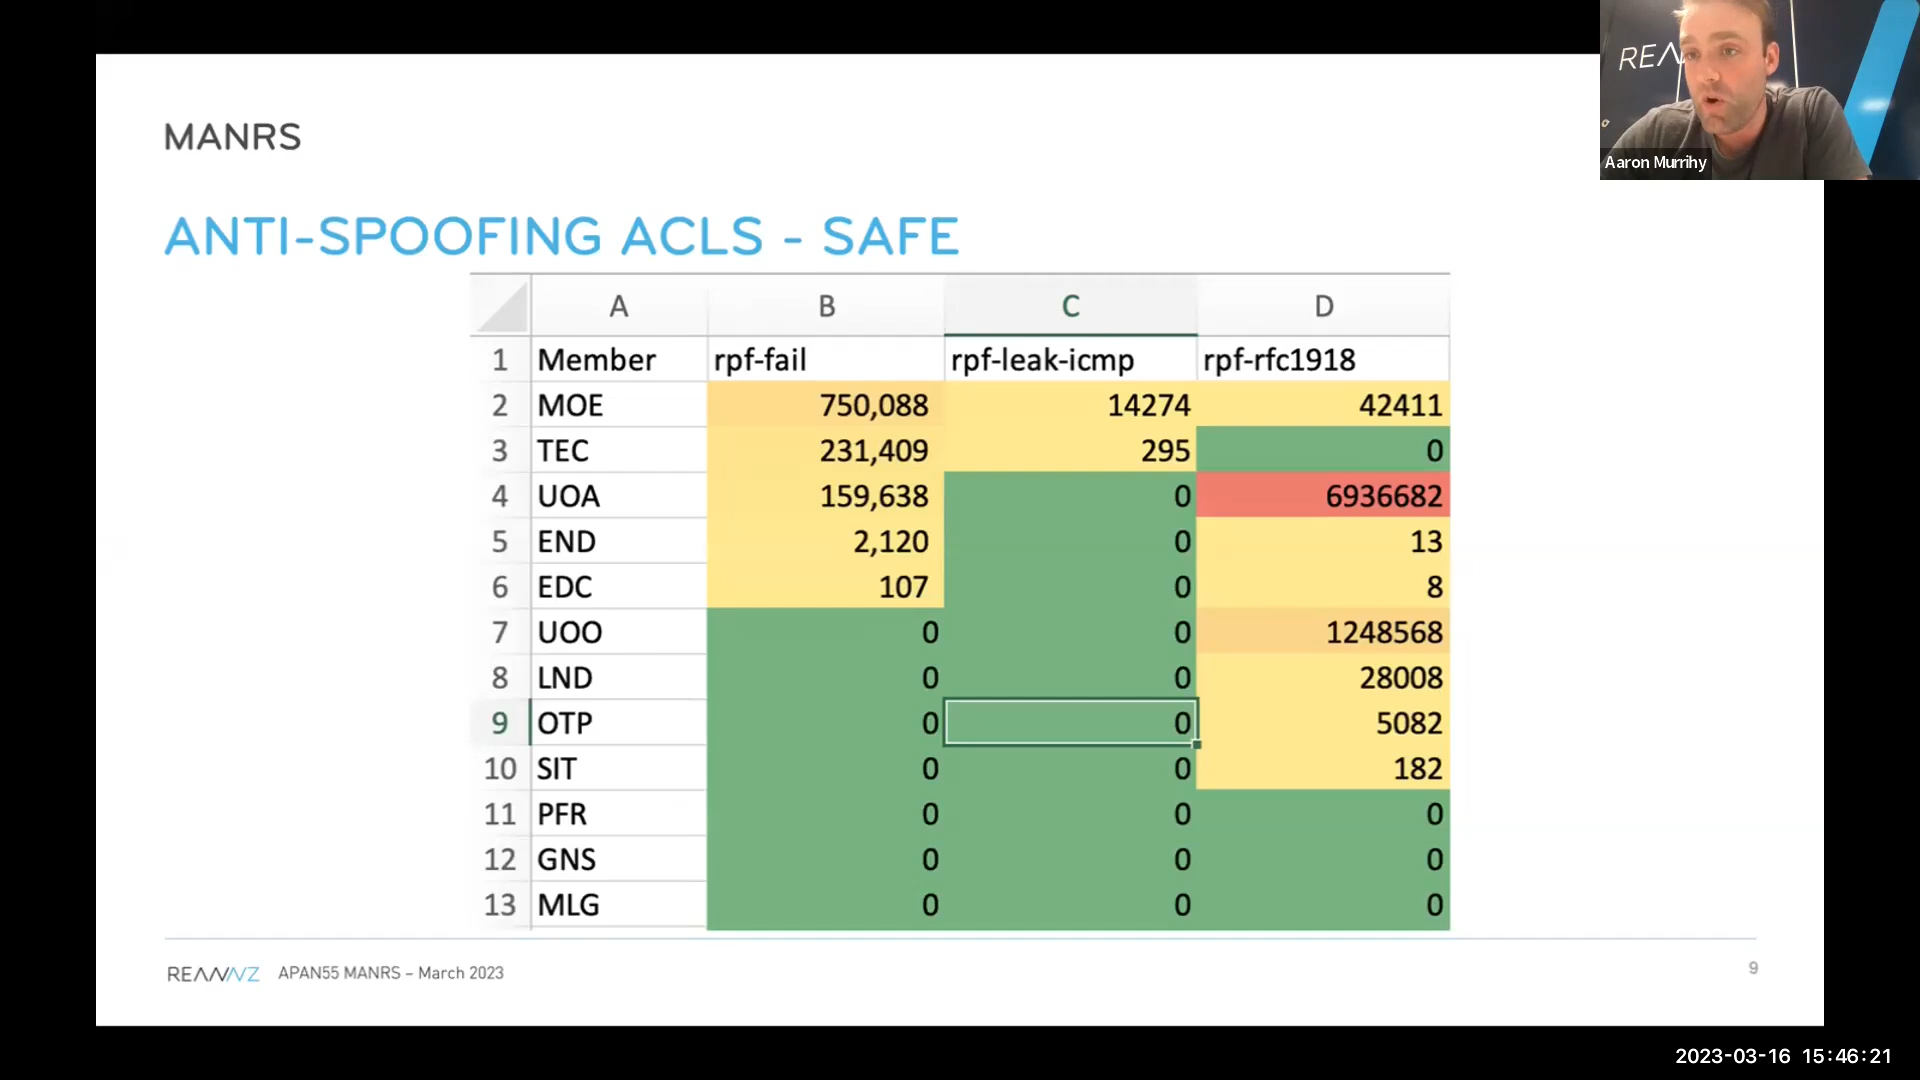 REA
Aaron Murrihy
MANRS
ANTI-SPOOFING ACLS - SAFE
A B C D
1 Member rpf-fail rpf-leak-icmp rpf-rfc1918
2 MOE 750,088 14274 42411
3 TEC 231,409 295 0
4 UOA 159,638 0 6936682
5 END 2,120 0 13
6 EDC 107 0 8
7 UOO 0 0 1248568
8 LND 0 0 28008
9 OTP 0 0 5082
10 SIT 0 0 182
11 PFR 0 0 0
12 GNS 0 0 0
13 MLG 0 0 0
REANNZ APAN55 MANRS – March 2023 9
2023-03-16 15:46:21